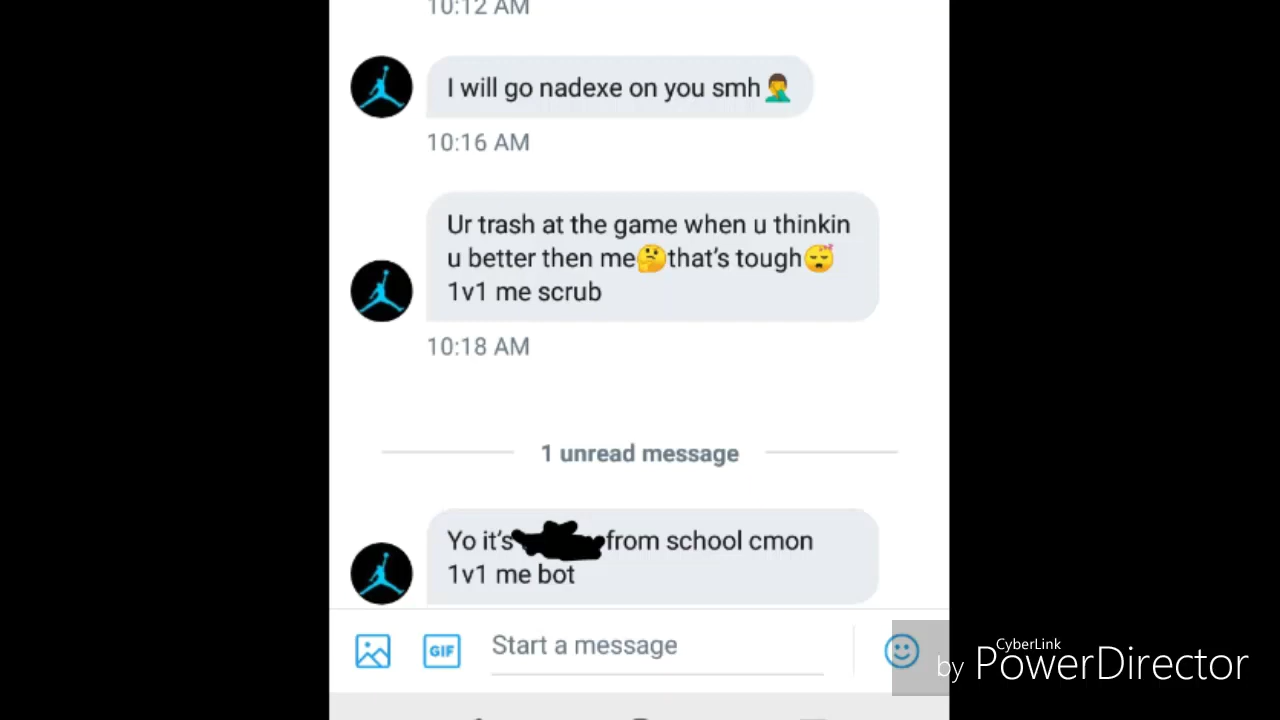 10:12 AM
I will go nadexe on you smh🤦‍♂️
10:16 AM
Ur trash at the game when u thinkin
u better then me🤔that's tough😴
1v1 me scrub
10:18 AM
1 unread message
Yo it's from school cmon
1v1 me bot
GIF
Start a message
CyberLink
by PowerDirector